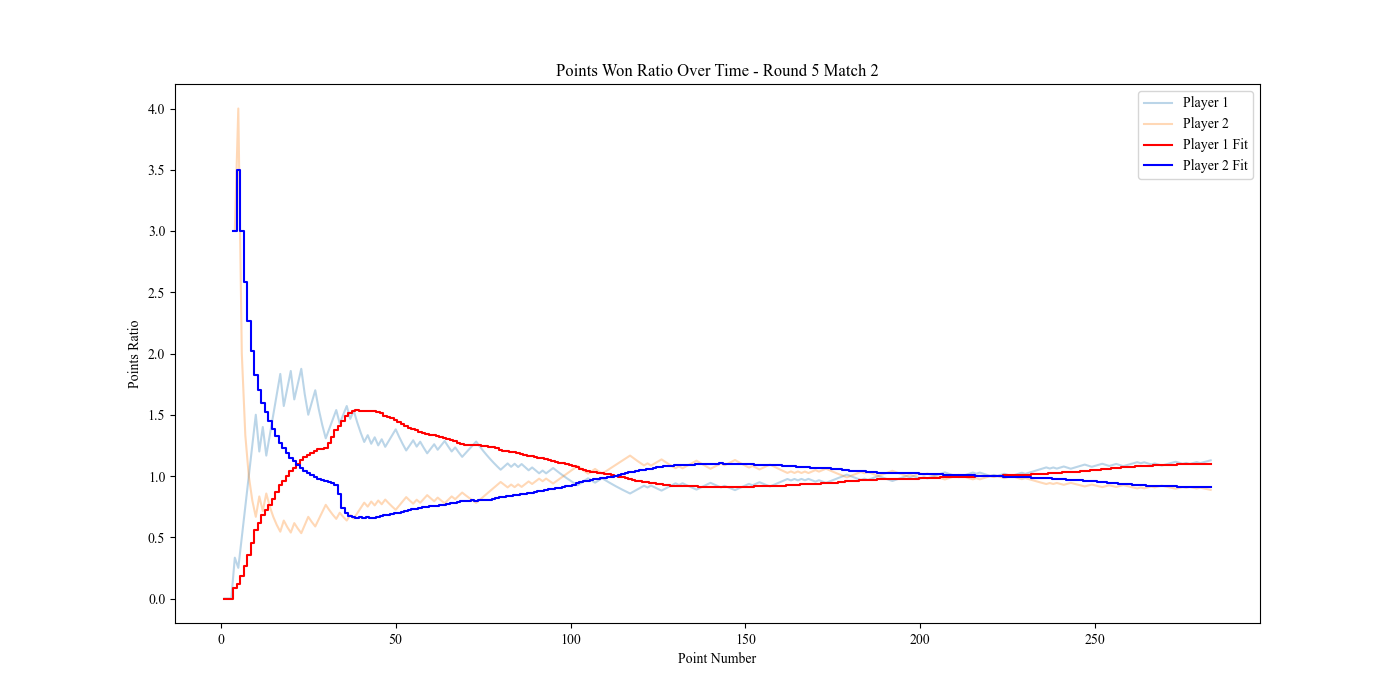 Points Won Ratio Over Time - Round 5 Match 2
Player 1
Player 2
Player 1 Fit
Player 2 Fit
4.0
3.5
3.0
2.5
2.0
1.5
1.0
0.5
0.0
Points Ratio
0 50 100 150 200 250
Point Number